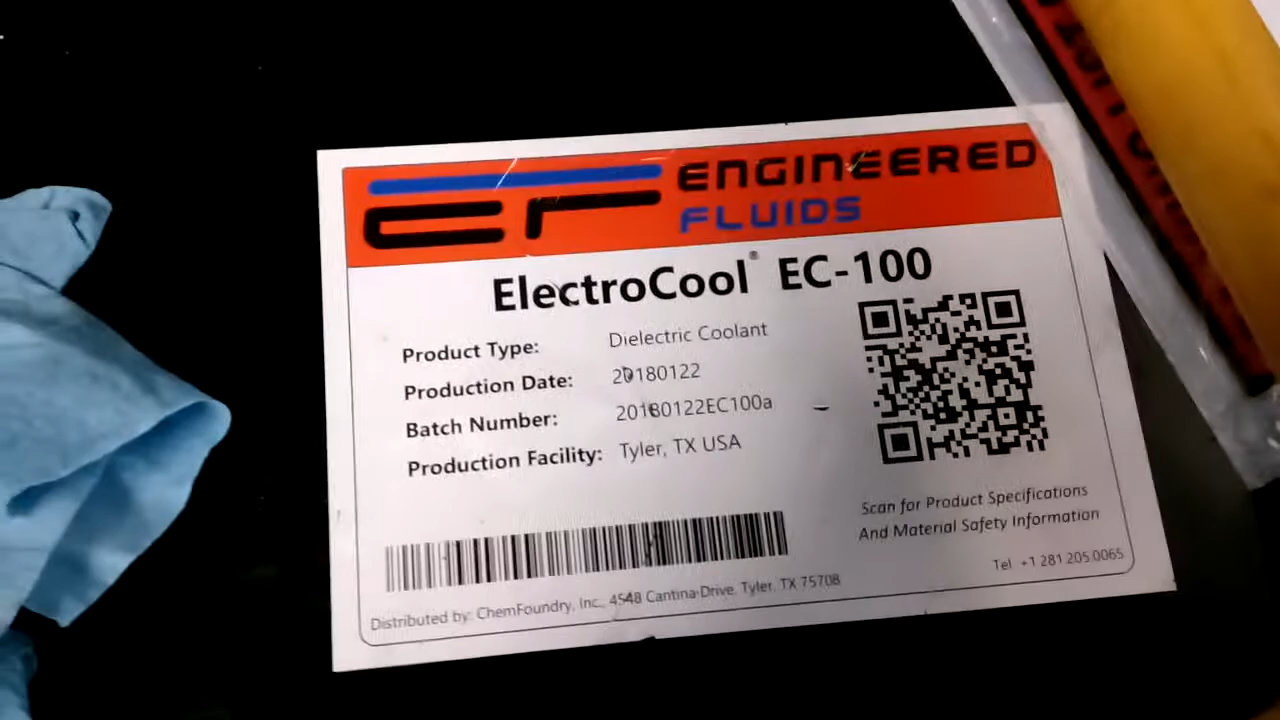 ENGINEERED
FLUIDS
ElectroCool® EC-100
Product Type: Dielectric Coolant
Production Date: 20180122
Batch Number: 20180122EC100a
Production Facility: Tyler, TX USA
Scan for Product Specifications
And Material Safety Information
Tel +1 281.205.0065
Distributed by: ChemFoundry, Inc., 4548 Cantina Drive, Tyler, TX 75708